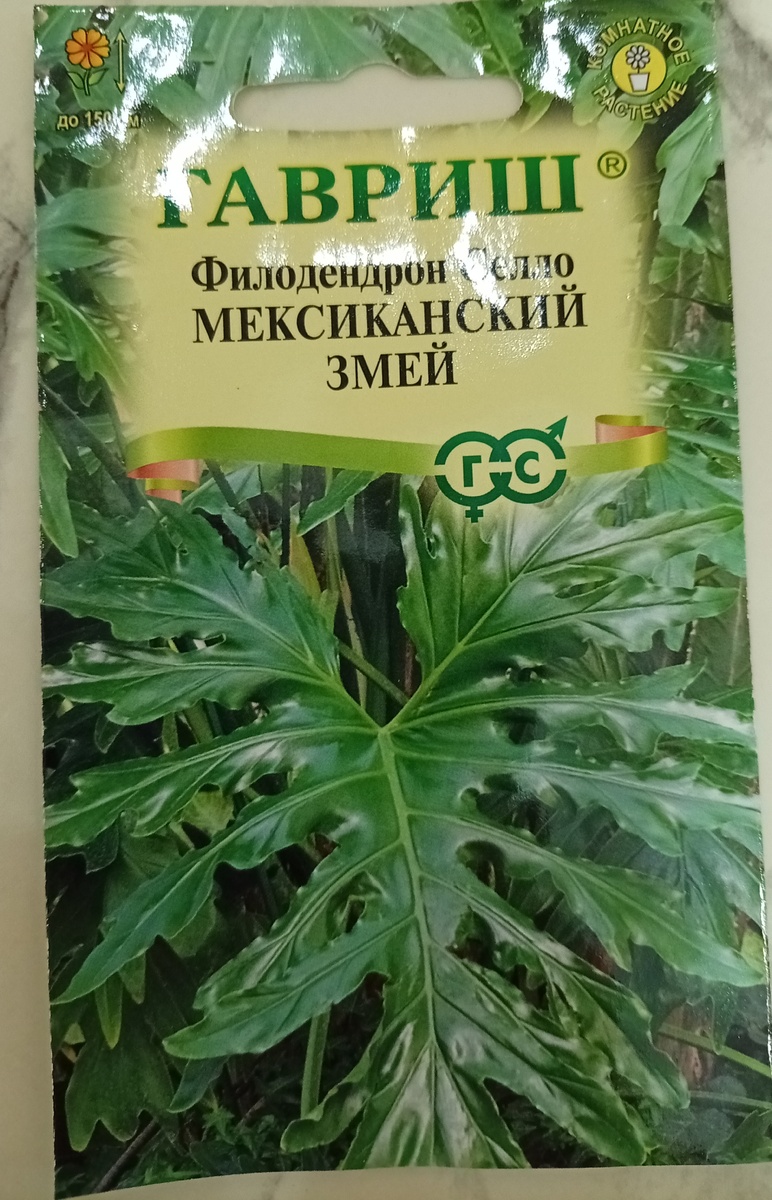 до 150 см
КОМНАТНОЕ
РАСТЕНИЕ
ГАВРИШ®
Филодендрон Селло
МЕКСИКАНСКИЙ
ЗМЕЙ
Г-С